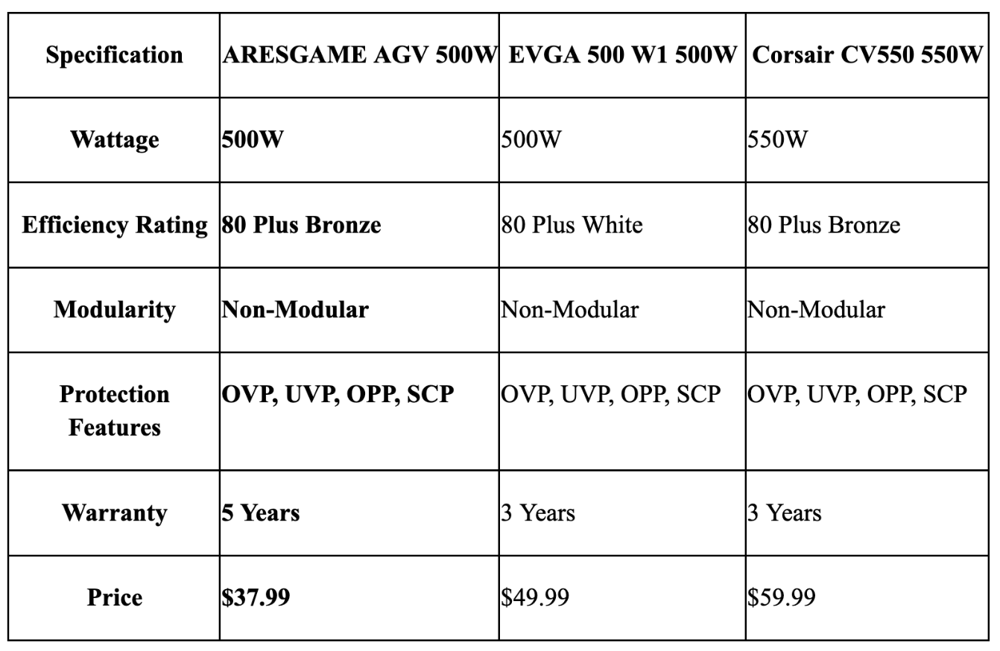 Specification ARESGAME AGV 500W EVGA 500 W1 500W Corsair CV550 550W
Wattage 500W 500W 550W
Efficiency Rating 80 Plus Bronze 80 Plus White 80 Plus Bronze
Modularity Non-Modular Non-Modular Non-Modular
Protection OVP, UVP, OPP, SCP OVP, UVP, OPP, SCP OVP, UVP, OPP, SCP
Features
Warranty 5 Years 3 Years 3 Years
Price $37.99 $49.99 $59.99